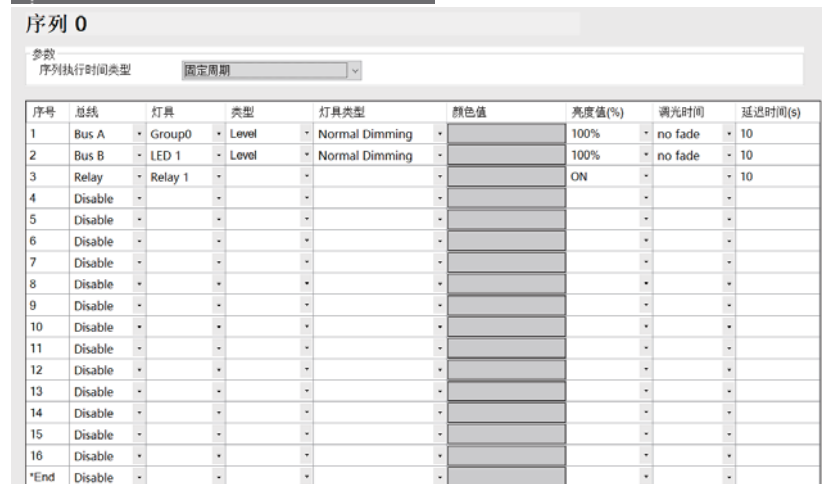 序列 0
参数
序列执行时间类型 固定周期
序号 总线 灯具 类型 灯具类型 颜色值 亮度值(%) 调光时间 延迟时间(s)
1 Bus A Group0 Level Normal Dimming 100% no fade 10
2 Bus B LED 1 Level Normal Dimming 100% no fade 10
3 Relay Relay 1 ON 10
4 Disable
5 Disable
6 Disable
7 Disable
8 Disable
9 Disable
10 Disable
11 Disable
12 Disable
13 Disable
14 Disable
15 Disable
16 Disable
*End Disable